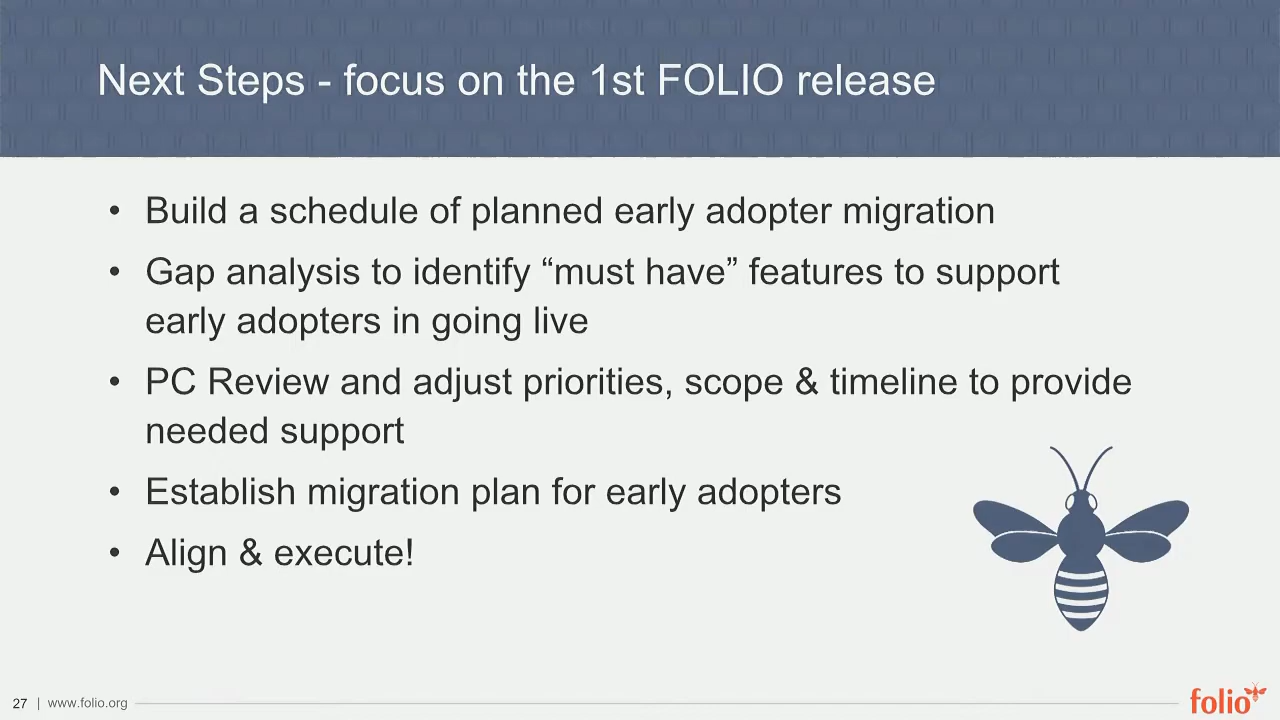 Next Steps - focus on the 1st FOLIO release
• Build a schedule of planned early adopter migration
• Gap analysis to identify “must have” features to support
early adopters in going live
• PC Review and adjust priorities, scope & timeline to provide
needed support
• Establish migration plan for early adopters
• Align & execute!
27 | www.folio.org
folio